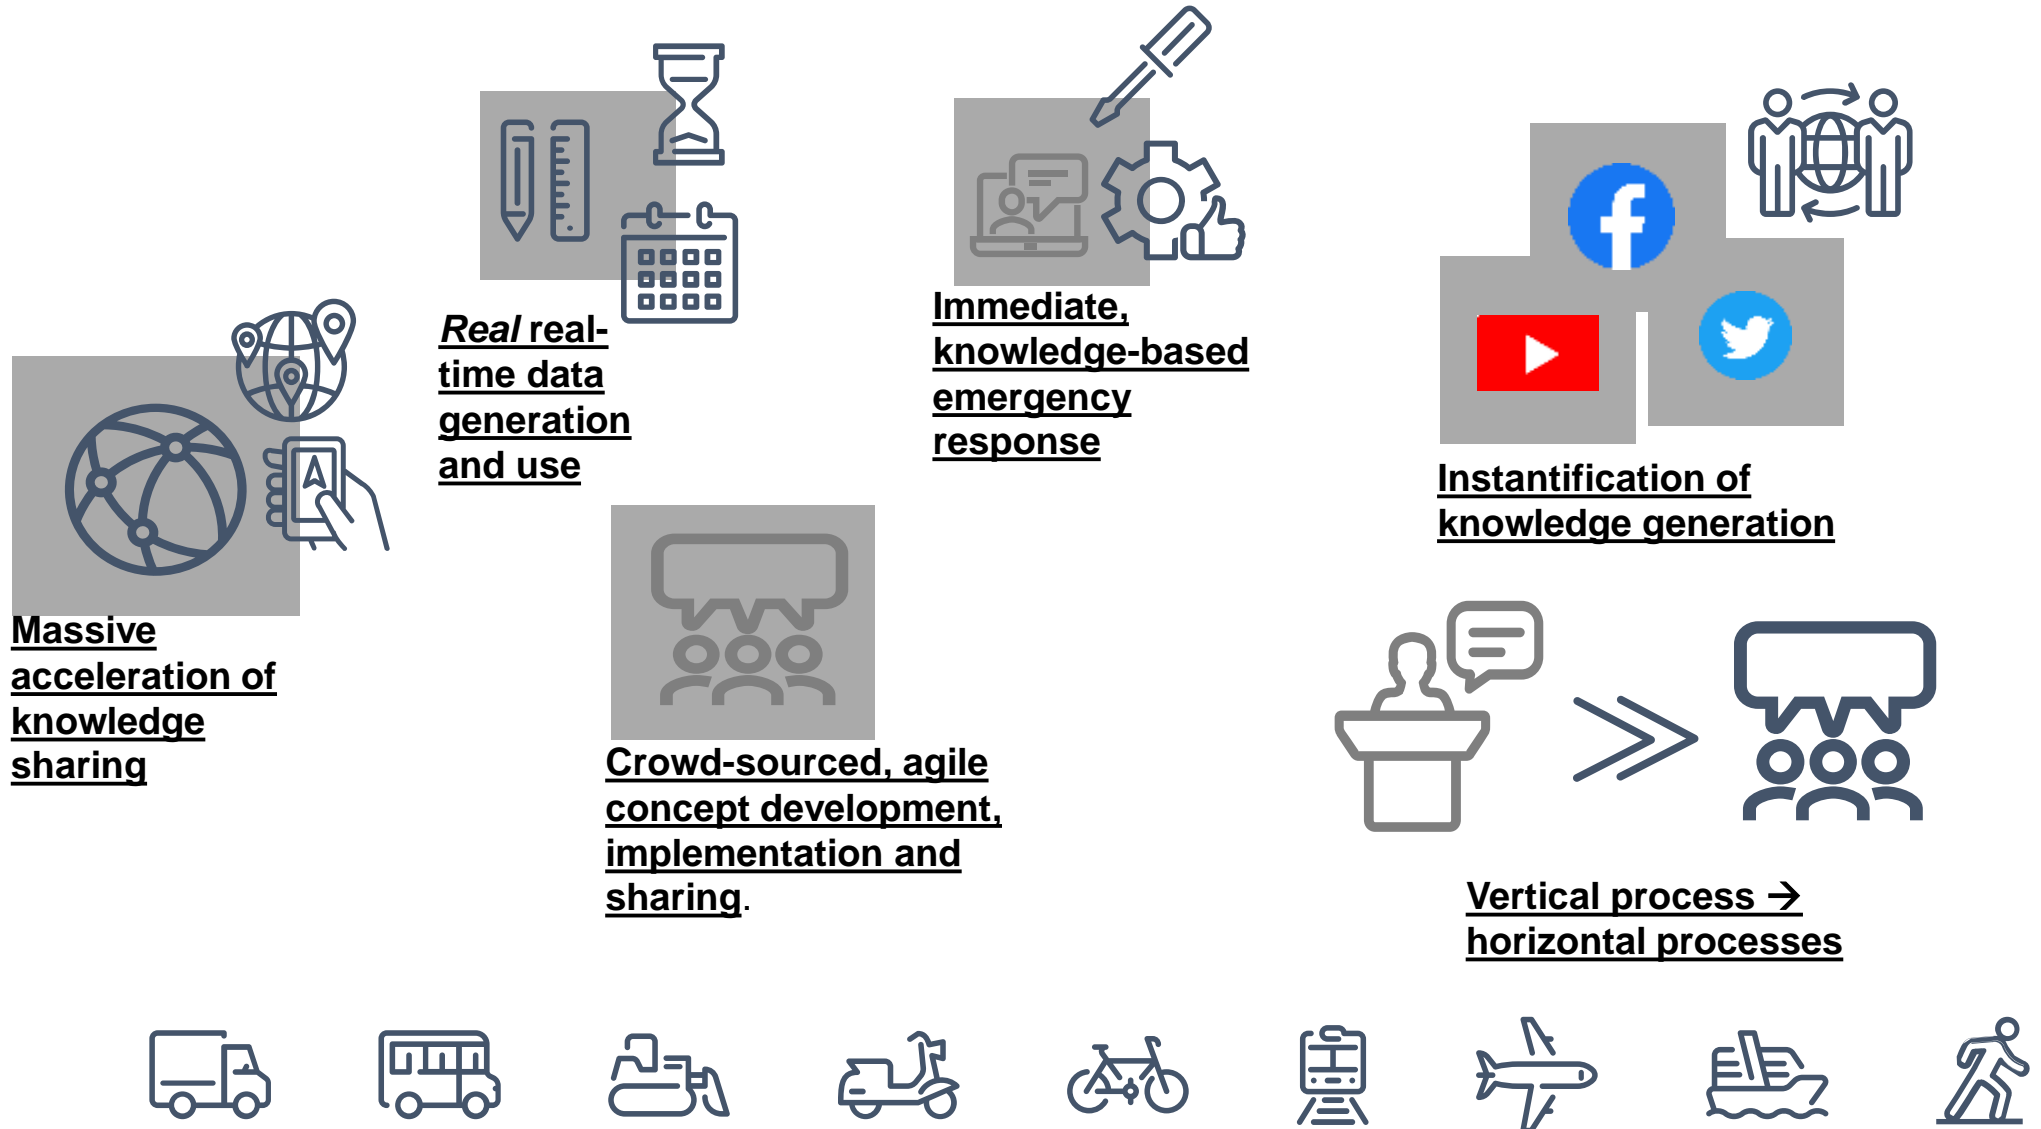 Massive
acceleration of
knowledge
sharing
Real real-
time data
generation
and use
Crowd-sourced, agile
concept development,
implementation and
sharing.
Immediate,
knowledge-based
emergency
response
Instantification of
knowledge generation
Vertical process →
horizontal processes